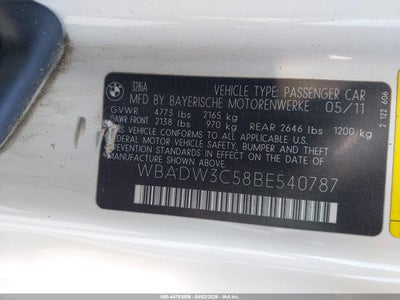 BMW
328iA
VEHICLE TYPE: PASSENGER CAR
MFD BY BAYERISCHE MOTORENWERKE 05/11
GVWR 4773 lbs 2165 kg
GAWR FRONT 2138 lbs 970 kg REAR 2646 lbs 1200 kg
THIS VEHICLE CONFORMS TO ALL APPLICABLE
FEDERAL MOTOR VEHICLE SAFETY, BUMPER AND
THEFT PREVENTION STANDARDS IN EFFECT ON THE
DATE OF MANUFACTURE SHOWN ABOVE.
WBADW3C58BE540787
2 122 606